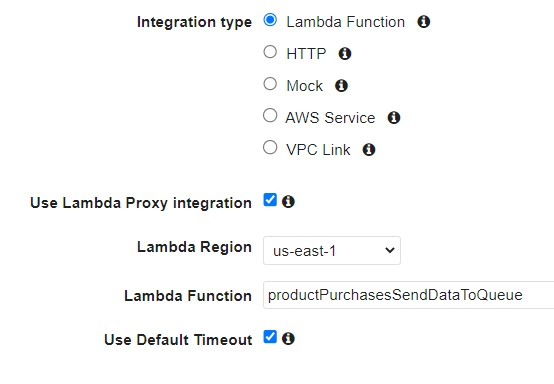 Integration type Lambda Function
HTTP
Mock
AWS Service
VPC Link
Use Lambda Proxy integration
Lambda Region us-east-1
Lambda Function productPurchasesSendDataToQueue
Use Default Timeout